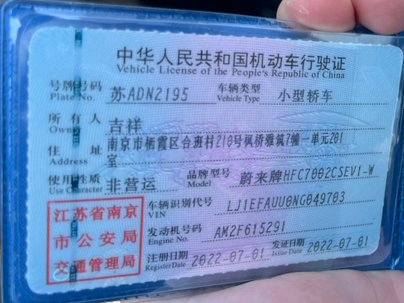 中华人民共和国机动车行驶证
Vehicle License of the People's Republic of China
号牌号码 苏ADN2195 车辆类型 小型轿车
Plate No. Vehicle Type
所有人 吉祥
Owner
住址 南京市栖霞区合班村218号枫桥雅筑7幢一单元201室
Address
使用性质 非营运 品牌型号 蔚来牌HFC7002CSEV1-W
Use Character Model
江苏省南京市公安局交通管理局
车辆识别代号 LJ1EFAUU0NG049703
VIN
发动机号码 AM2F615291
Engine No.
注册日期 2022-07-01 发证日期 2022-07-01
Register Date Issue Date